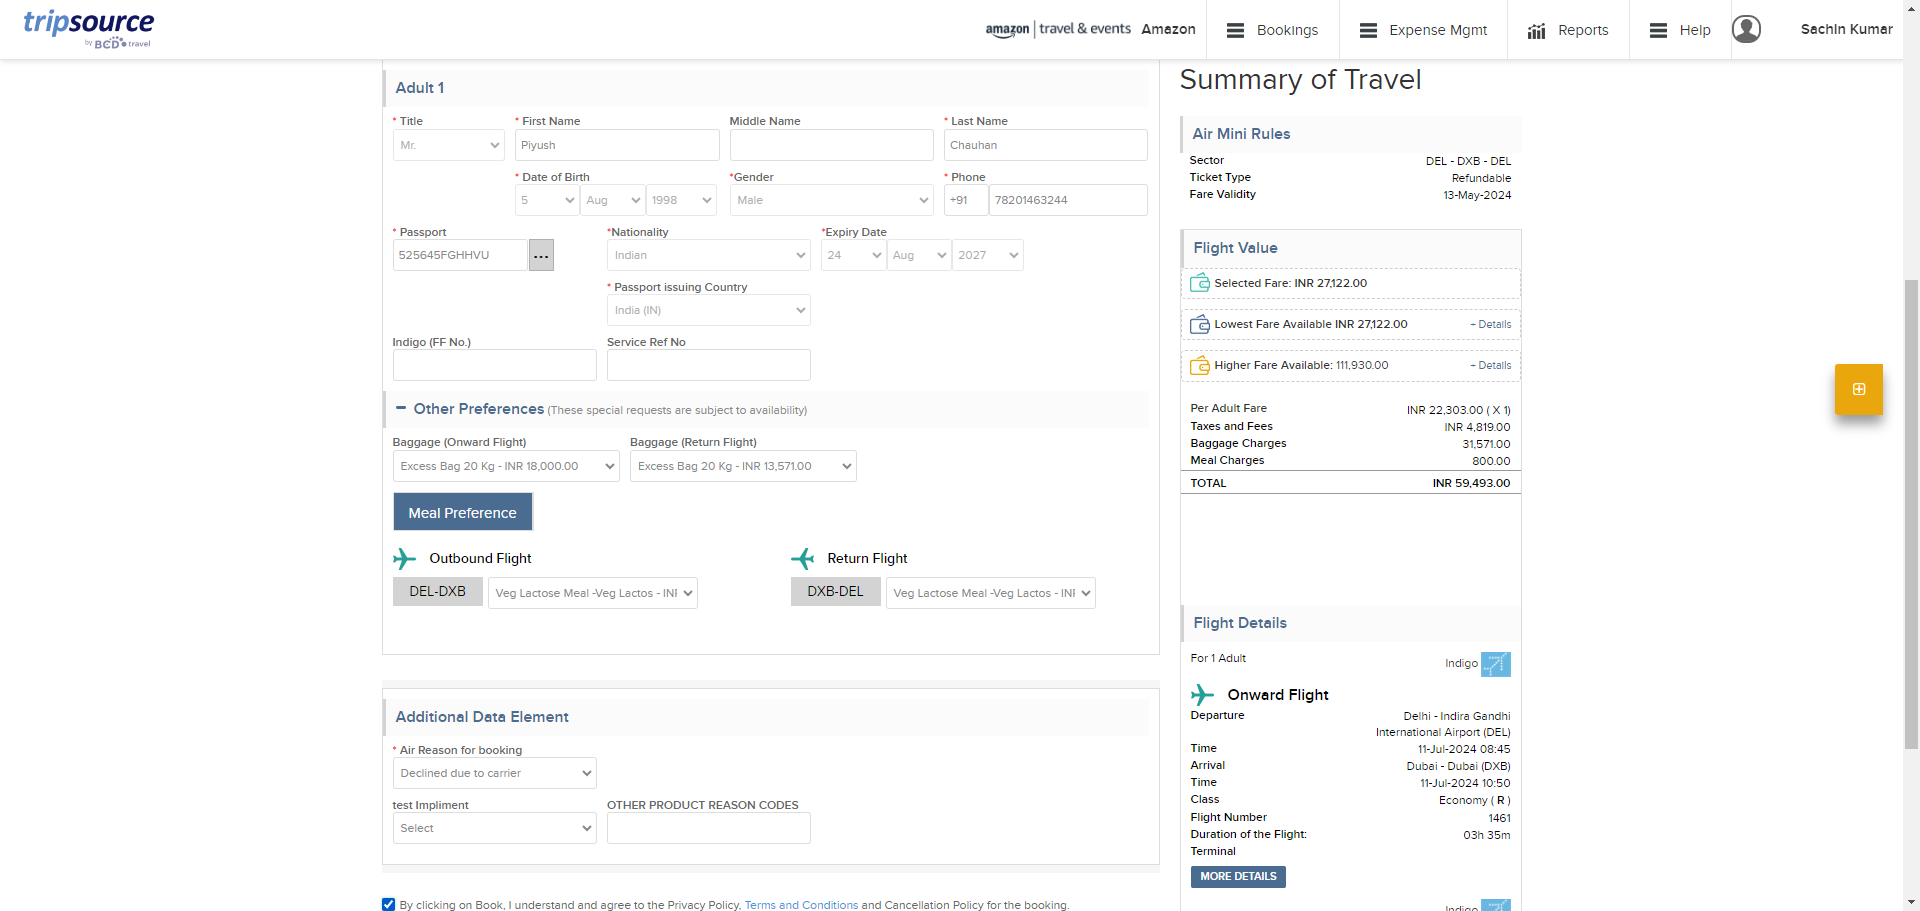 tripsource
by BCD travel
amazon | travel & events Amazon
Bookings
Expense Mgmt
Reports
Help
Sachin Kumar
Adult 1
* Title
* First Name
Middle Name
* Last Name
Mr.
Piyush
Chauhan
* Date of Birth
*Gender
* Phone
5
Aug
1998
Male
+91
78201463244
* Passport
*Nationality
*Expiry Date
525645FGHHVU
...
Indian
24
Aug
2027
* Passport issuing Country
India (IN)
Indigo (FF No.)
Service Ref No
Other Preferences (These special requests are subject to availability)
Baggage (Onward Flight)
Baggage (Return Flight)
Excess Bag 20 Kg - INR 18,000.00
Excess Bag 20 Kg - INR 13,571.00
Meal Preference
Outbound Flight
Return Flight
DEL-DXB
Veg Lactose Meal -Veg Lactos - INR
DXB-DEL
Veg Lactose Meal -Veg Lactos - INR
Additional Data Element
* Air Reason for booking
Declined due to carrier
test Impliment
OTHER PRODUCT REASON CODES
Select
By clicking on Book, I understand and agree to the Privacy Policy, Terms and Conditions and Cancellation Policy for the booking.
Summary of Travel
Air Mini Rules
Sector DEL - DXB - DEL
Ticket Type Refundable
Fare Validity 13-May-2024
Flight Value
Selected Fare: INR 27,122.00
Lowest Fare Available INR 27,122.00 + Details
Higher Fare Available: 111,930.00 + Details
Per Adult Fare INR 22,303.00 ( X 1)
Taxes and Fees INR 4,819.00
Baggage Charges 31,571.00
Meal Charges 800.00
TOTAL INR 59,493.00
Flight Details
For 1 Adult Indigo
Onward Flight
Departure Delhi - Indira Gandhi
International Airport (DEL)
Time 11-Jul-2024 08:45
Arrival Dubai - Dubai (DXB)
Time 11-Jul-2024 10:50
Class Economy ( R )
Flight Number 1461
Duration of the Flight: 03h 35m
Terminal
MORE DETAILS
Indigo